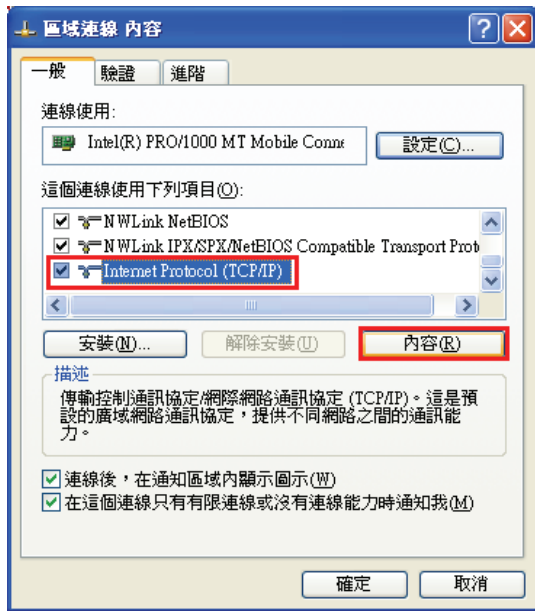 區域連線 內容
一般 驗證 進階
連線使用:
Intel(R) PRO/1000 MT Mobile Conne 設定(C)...
這個連線使用下列項目(O):
NWLink NetBIOS
NWLink IPX/SPX/NetBIOS Compatible Transport Prot
Internet Protocol (TCP/IP)
安裝(N)... 解除安裝(U) 內容(R)
描述
傳輸控制通訊協定/網際網路通訊協定 (TCP/IP)。這是預
設的廣域網路通訊協定,提供不同網路之間的通訊能
力。
連線後,在通知區域內顯示圖示(W)
在這個連線只有有限連線或沒有連線能力時通知我(M)
確定 取消